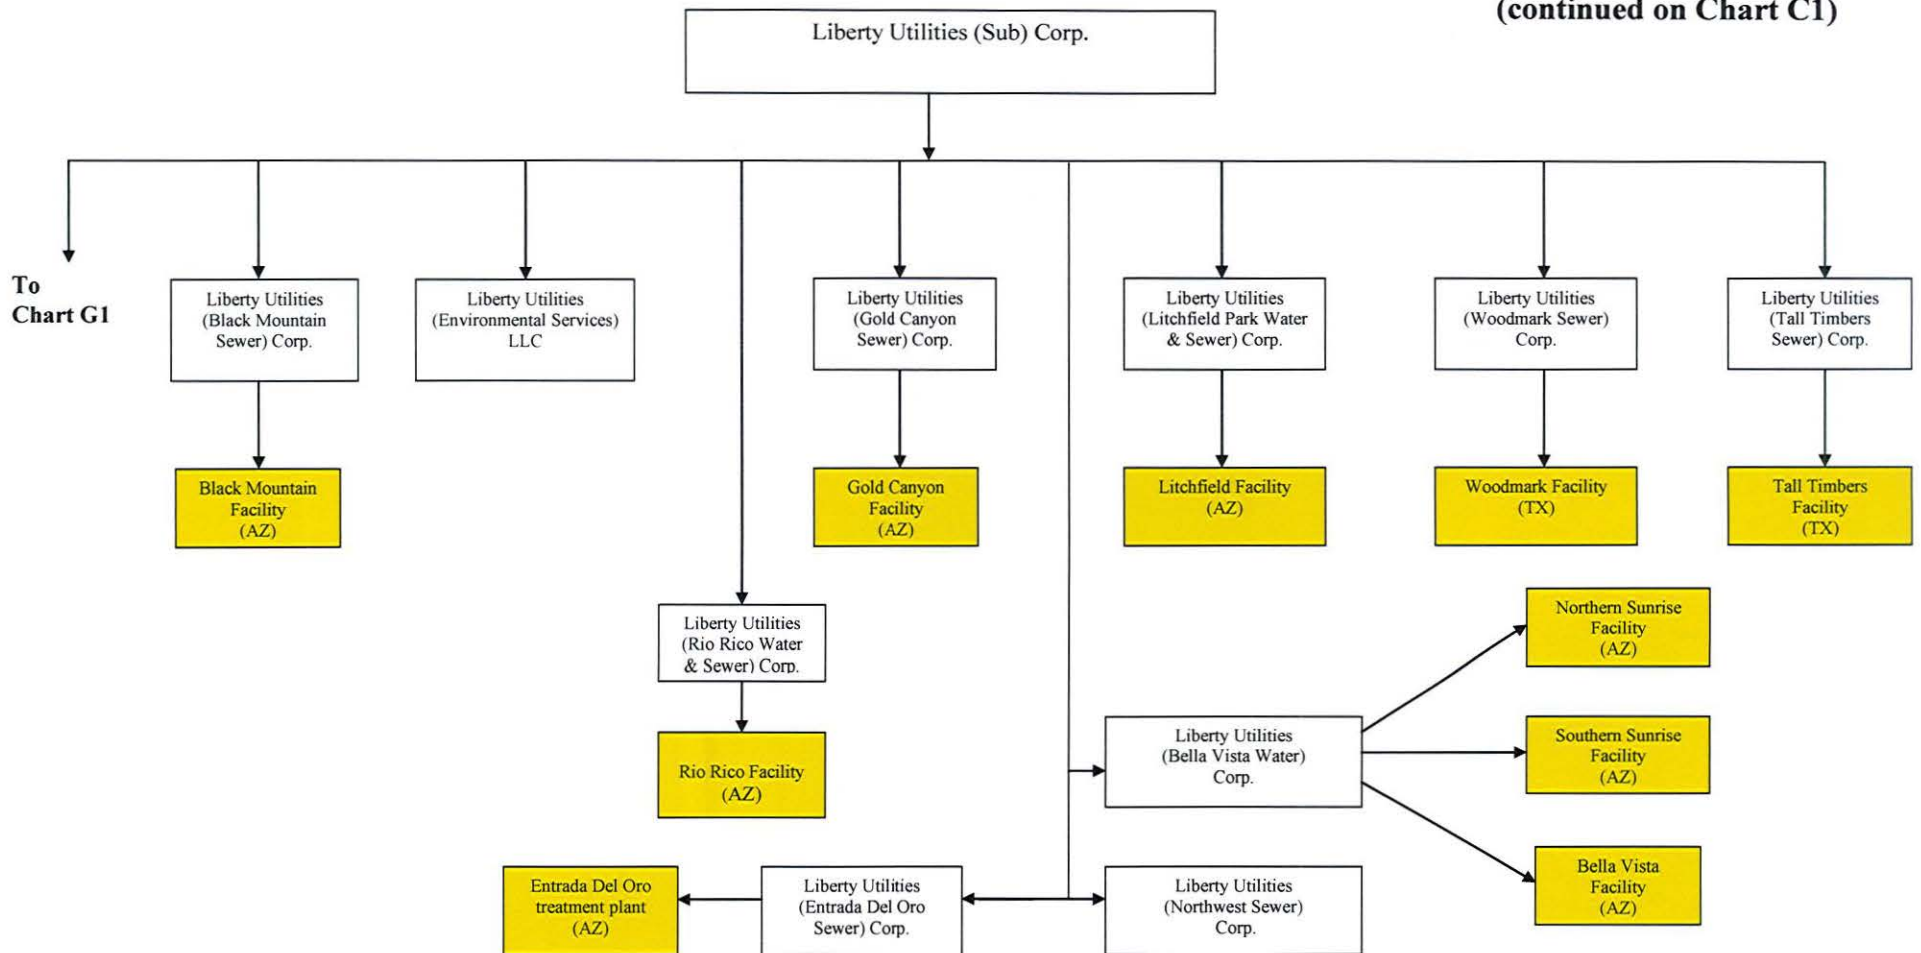 (continued on Chart C1)
Liberty Utilities (Sub) Corp.
To
Chart G1
Liberty Utilities
(Black Mountain
Sewer) Corp.
Liberty Utilities
(Environmental Services)
LLC
Liberty Utilities
(Gold Canyon
Sewer) Corp.
Liberty Utilities
(Litchfield Park Water
& Sewer) Corp.
Liberty Utilities
(Woodmark Sewer)
Corp.
Liberty Utilities
(Tall Timbers
Sewer) Corp.
Black Mountain
Facility
(AZ)
Gold Canyon
Facility
(AZ)
Litchfield Facility
(AZ)
Woodmark Facility
(TX)
Tall Timbers
Facility
(TX)
Liberty Utilities
(Rio Rico Water
& Sewer) Corp.
Northern Sunrise
Facility
(AZ)
Rio Rico Facility
(AZ)
Liberty Utilities
(Bella Vista Water)
Corp.
Southern Sunrise
Facility
(AZ)
Bella Vista
Facility
(AZ)
Entrada Del Oro
treatment plant
(AZ)
Liberty Utilities
(Entrada Del Oro
Sewer) Corp.
Liberty Utilities
(Northwest Sewer)
Corp.